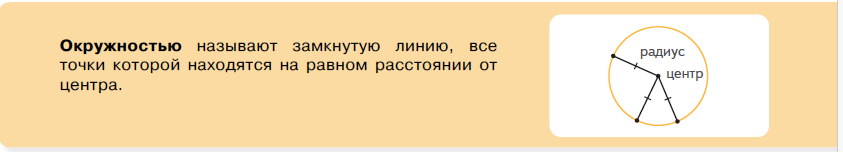 Окружностью называют замкнутую линию, все
точки которой находятся на равном расстоянии от
центра.
радиус
центр